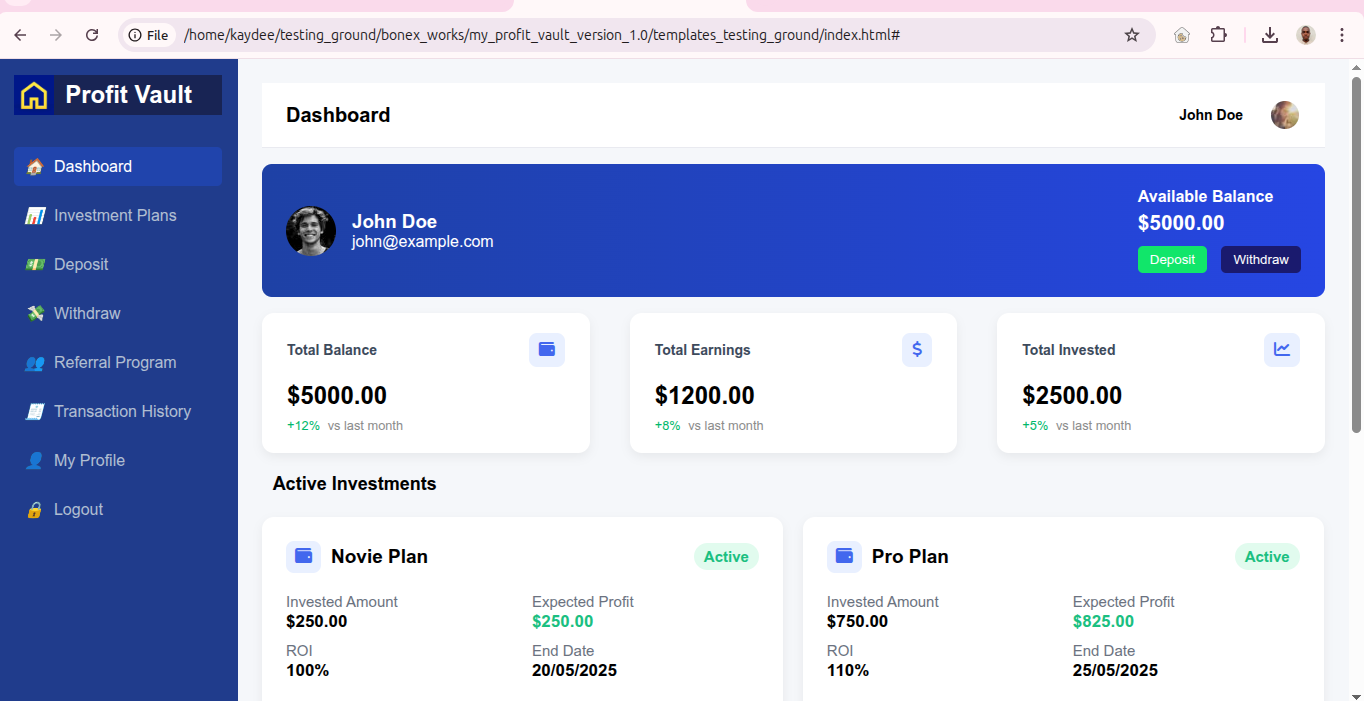 File /home/kaydee/testing_ground/bonex_works/my_profit_vault_version_1.0/templates_testing_ground/index.html#
Profit Vault
Dashboard
Investment Plans
Deposit
Withdraw
Referral Program
Transaction History
My Profile
Logout
Dashboard
John Doe
John Doe
john@example.com
Available Balance
$5000.00
Deposit Withdraw
Total Balance
$5000.00
+12% vs last month
Total Earnings
$
$1200.00
+8% vs last month
Total Invested
$2500.00
+5% vs last month
Active Investments
Novie Plan
Active
Invested Amount Expected Profit
$250.00 $250.00
ROI End Date
100% 20/05/2025
Pro Plan
Active
Invested Amount Expected Profit
$750.00 $825.00
ROI End Date
110% 25/05/2025